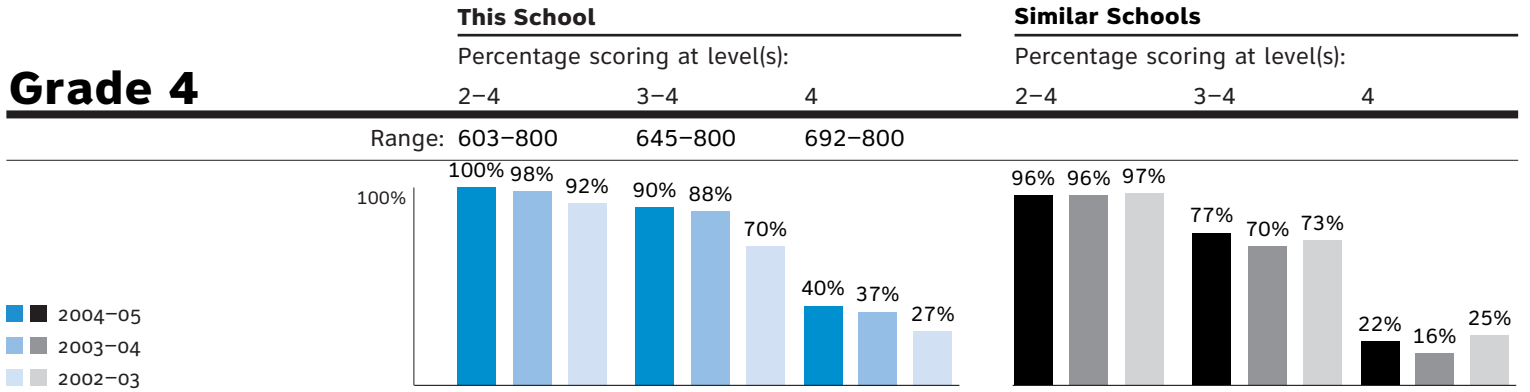 This School Similar Schools
Percentage scoring at level(s): Percentage scoring at level(s):
Grade 4 2–4 3–4 4 2–4 3–4 4
Range: 603–800 645–800 692–800
100% 98% 92% 90% 88% 70% 40% 37% 27% 96% 96% 97% 77% 70% 73% 22% 16% 25%
100%
2004–05
2003–04
2002–03